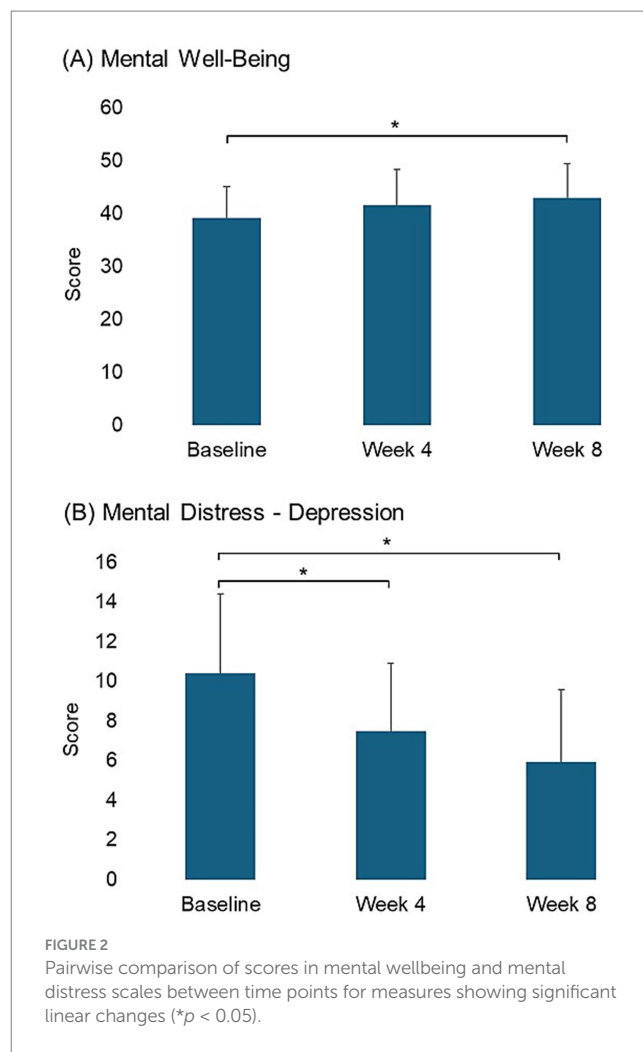 (A) Mental Well-Being
60
50
40
30
20
10
0
Score
*
Baseline Week 4 Week 8
(B) Mental Distress - Depression
16
14
12
10
8
6
4
2
0
Score
*
*
Baseline Week 4 Week 8
FIGURE 2
Pairwise comparison of scores in mental wellbeing and mental
distress scales between time points for measures showing significant
linear changes (*p < 0.05).